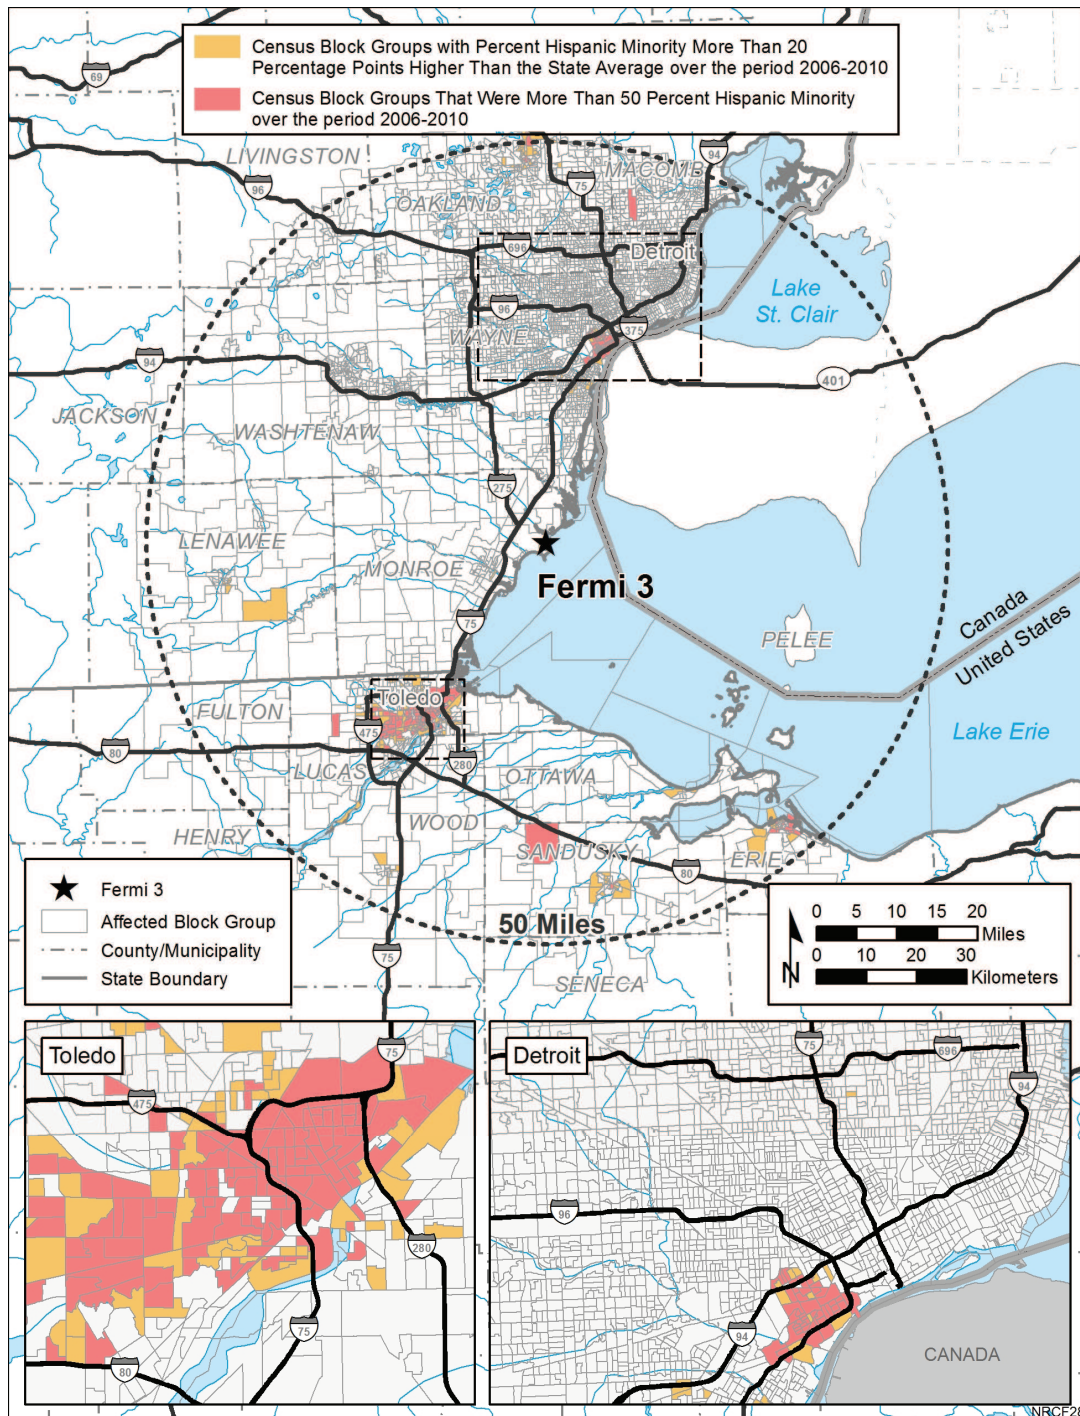 Census Block Groups with Percent Hispanic Minority More Than 20
Percentage Points Higher Than the State Average over the period 2006-2010
Census Block Groups That Were More Than 50 Percent Hispanic Minority
over the period 2006-2010
69
LIVINGSTON
96
OAKLAND
75
MACOMB
94
696
Detroit
Lake
St. Clair
96
WAYNE
375
94
401
JACKSON
WASHTENAW
275
LENAWEE
MONROE
Fermi 3
75
PELEE
Canada
United States
Toledo
FULTON
475
Lake Erie
80
LUCAS
280
OTTAWA
HENRY
WOOD
SANDUSKY
ERIE
80
50 Miles
75
SENECA
Fermi 3
Affected Block Group
County/Municipality
State Boundary
0 5 10 15 20
Miles
0 10 20 30
Kilometers
N
Toledo
75
475
280
75
80
Detroit
75
696
94
96
94
CANADA
NRCF28